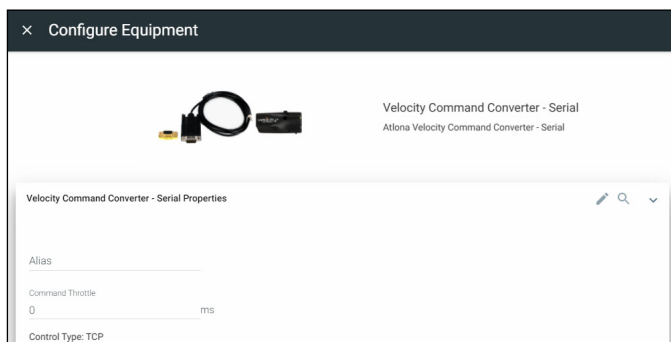 × Configure Equipment
Velocity Command Converter - Serial
Atlona Velocity Command Converter - Serial
Velocity Command Converter - Serial Properties
Alias
Command Throttle
0 ms
Control Type: TCP